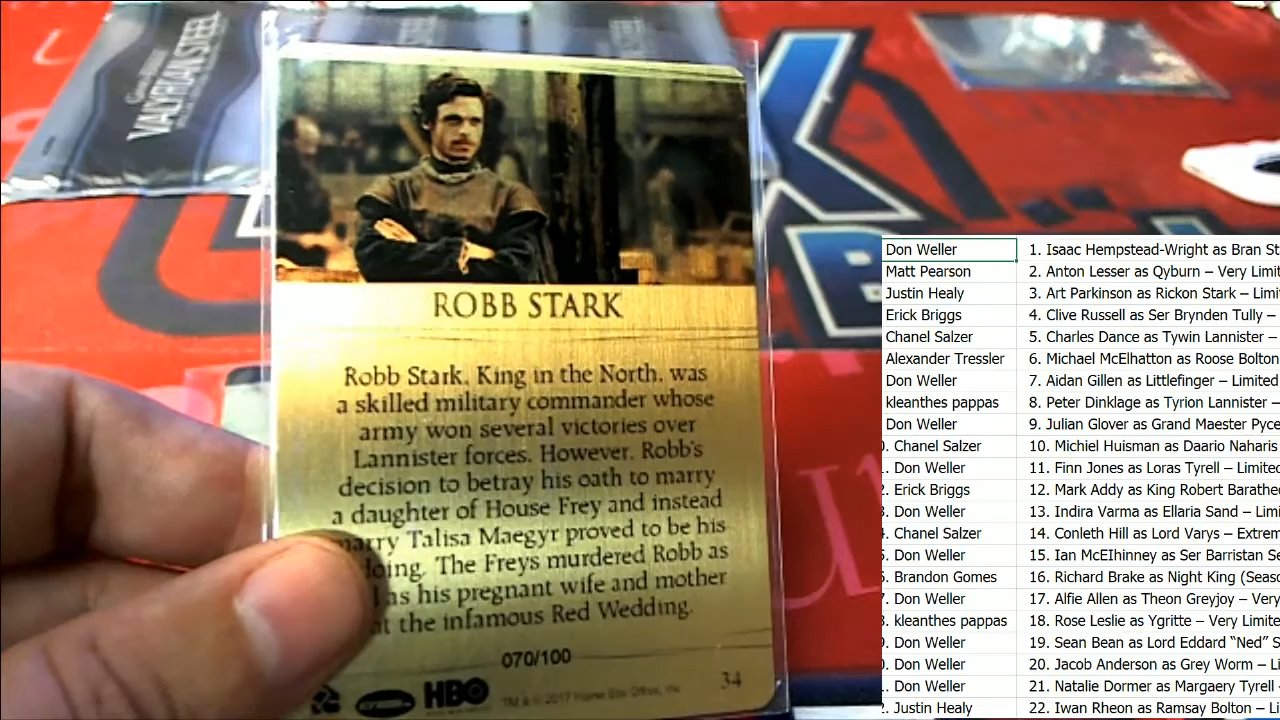 VALYRIAN STEEL
ROBB STARK
Robb Stark, King in the North, was
a skilled military commander whose
army won several victories over
Lannister forces. However, Robb's
decision to betray his oath to marry
a daughter of House Frey and instead
marry Talisa Maegyr proved to be his
The Freys murdered Robb as
as his pregnant wife and mother
at the infamous Red Wedding.
070/100
34
HBO
Don Weller 1. Isaac Hempstead-Wright as Bran St
Matt Pearson 2. Anton Lesser as Qyburn – Very Limi
Justin Healy 3. Art Parkinson as Rickon Stark – Limi
Erick Briggs 4. Clive Russell as Ser Brynden Tully –
Chanel Salzer 5. Charles Dance as Tywin Lannister –
Alexander Tressler 6. Michael McElhatton as Roose Bolton
Don Weller 7. Aidan Gillen as Littlefinger – Limited
kleanthes pappas 8. Peter Dinklage as Tyrion Lannister –
Don Weller 9. Julian Glover as Grand Maester Pyce
. Chanel Salzer 10. Michiel Huisman as Daario Naharis
. Don Weller 11. Finn Jones as Loras Tyrell – Limited
. Erick Briggs 12. Mark Addy as King Robert Barathe
. Don Weller 13. Indira Varma as Ellaria Sand – Limi
. Chanel Salzer 14. Conleth Hill as Lord Varys – Extrem
. Don Weller 15. Ian McElhinney as Ser Barristan S
. Brandon Gomes 16. Richard Brake as Night King (Seas
. Don Weller 17. Alfie Allen as Theon Greyjoy – Very
. kleanthes pappas 18. Rose Leslie as Ygritte – Very Limite
. Don Weller 19. Sean Bean as Lord Eddard “Ned” S
. Don Weller 20. Jacob Anderson as Grey Worm – Li
. Don Weller 21. Natalie Dormer as Margaery Tyrell
. Justin Healy 22. Iwan Rheon as Ramsay Bolton – Li